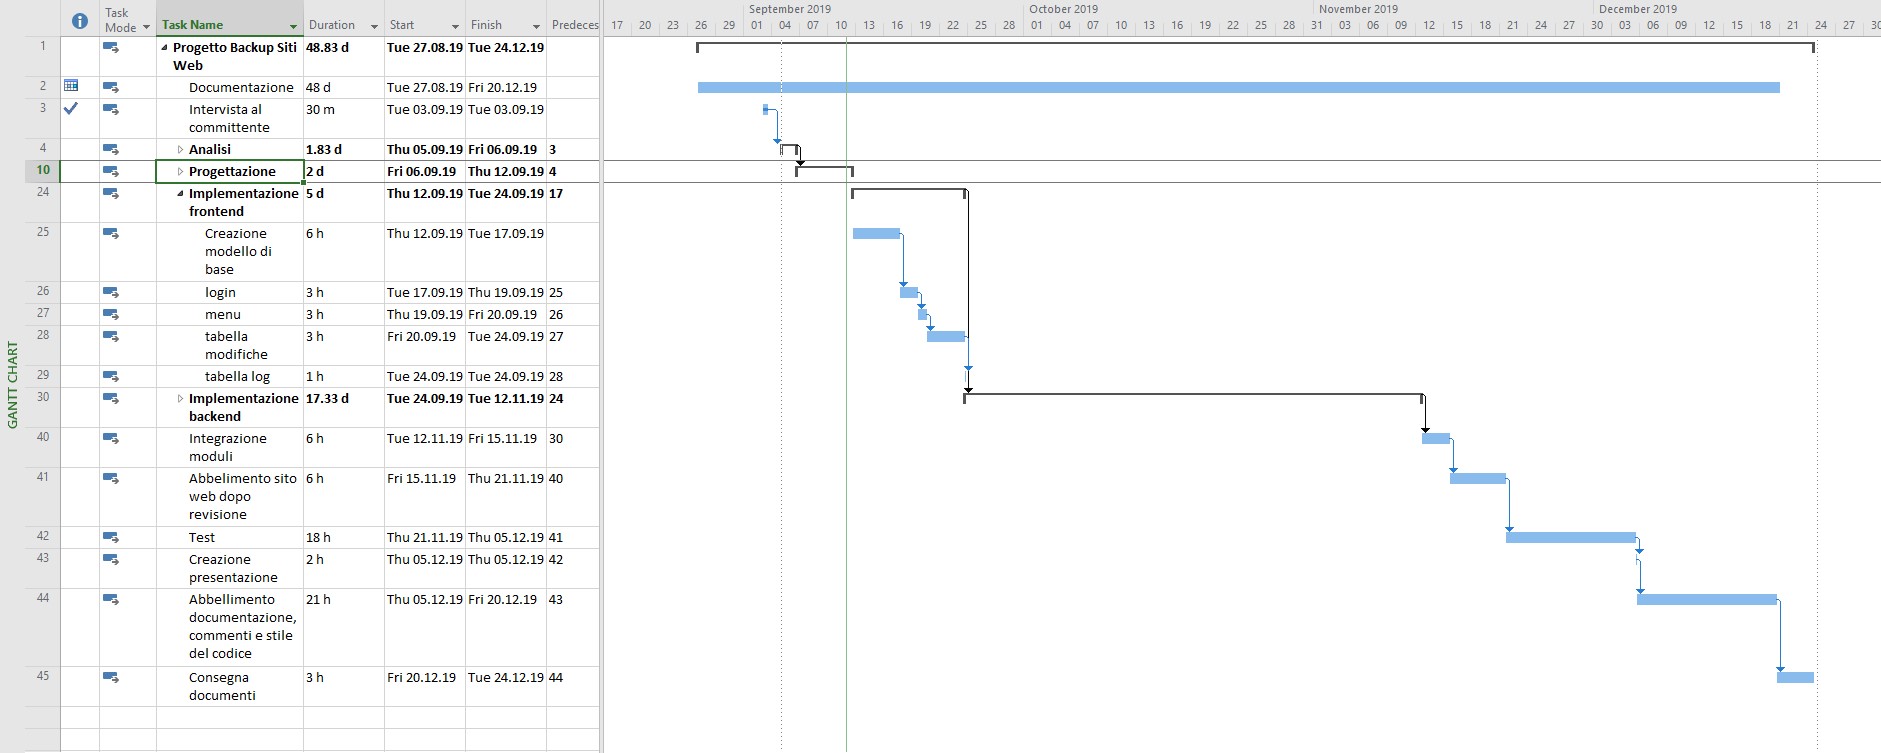 September 2019 October 2019 November 2019 December 2019
Task Mode Task Name Duration Start Finish Predeces 17 20 23 26 29 01 04 07 10 13 16 19 22 25 28 01 04 07 10 13 16 19 22 25 28 31 03 06 09 12 15 18 21 24 27 30 03 06 09 12 15 18 21 24 27 30
GANTT CHART
1 Progetto Backup Siti 48.83 d Tue 27.08.19 Tue 24.12.19
Web
2 Documentazione 48 d Tue 27.08.19 Fri 20.12.19
3 Intervista al 30 m Tue 03.09.19 Tue 03.09.19
committente
4 Analisi 1.83 d Thu 05.09.19 Fri 06.09.19 3
10 Progettazione 2 d Fri 06.09.19 Thu 12.09.19 4
24 Implementazione 5 d Thu 12.09.19 Tue 24.09.19 17
frontend
25 Creazione 6 h Thu 12.09.19 Tue 17.09.19
modello di
base
26 login 3 h Tue 17.09.19 Thu 19.09.19 25
27 menu 3 h Thu 19.09.19 Fri 20.09.19 26
28 tabella 3 h Fri 20.09.19 Tue 24.09.19 27
modifiche
29 tabella log 1 h Tue 24.09.19 Tue 24.09.19 28
30 Implementazione 17.33 d Tue 24.09.19 Tue 12.11.19 24
backend
40 Integrazione 6 h Tue 12.11.19 Fri 15.11.19 30
moduli
41 Abbelimento sito 6 h Fri 15.11.19 Thu 21.11.19 40
web dopo
revisione
42 Test 18 h Thu 21.11.19 Thu 05.12.19 41
43 Creazione 2 h Thu 05.12.19 Thu 05.12.19 42
presentazione
44 Abbellimento 21 h Thu 05.12.19 Fri 20.12.19 43
documentazione,
commenti e stile
del codice
45 Consegna 3 h Fri 20.12.19 Tue 24.12.19 44
documenti